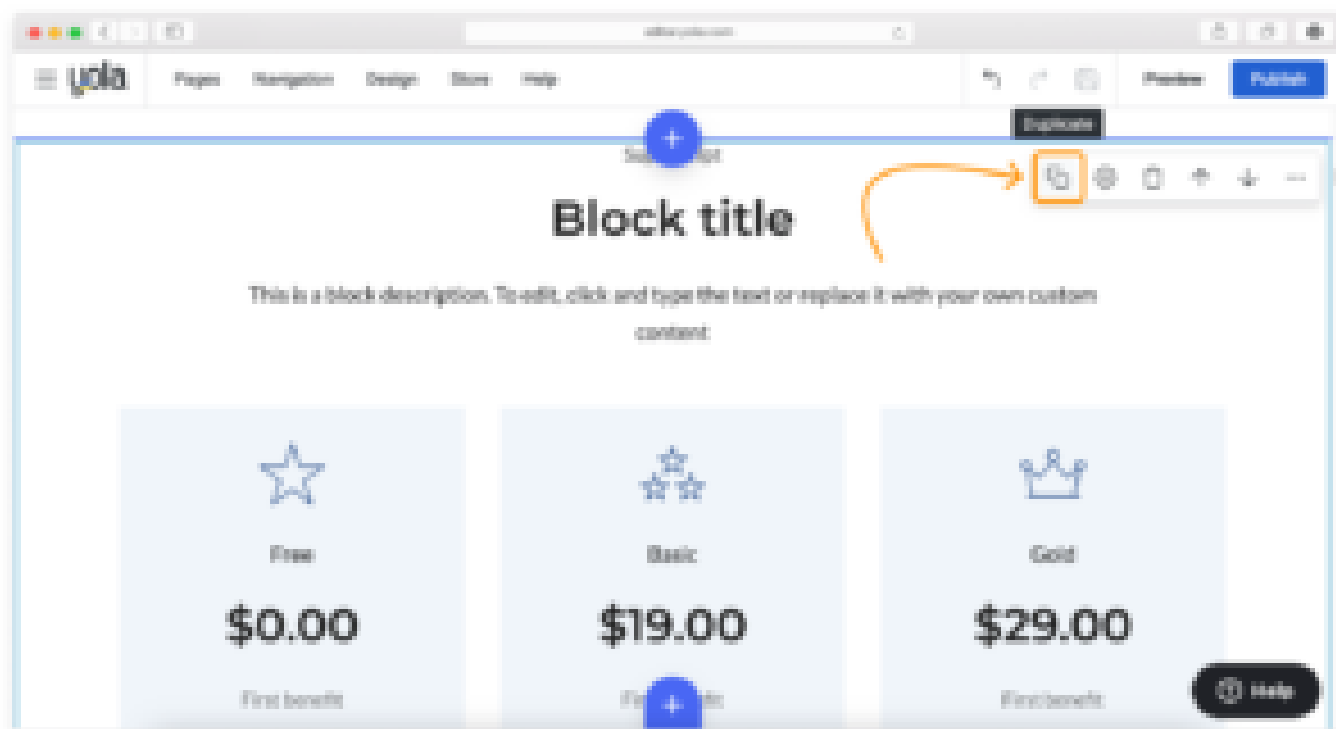 yola
Pages Navigation Design Store Help
Preview Publish
Duplicate
Block title
This is a block description. To edit, click and type the text or replace it with your own custom
content
Free Basic Gold
$0.00 $19.00 $29.00
First benefit First benefit
Help